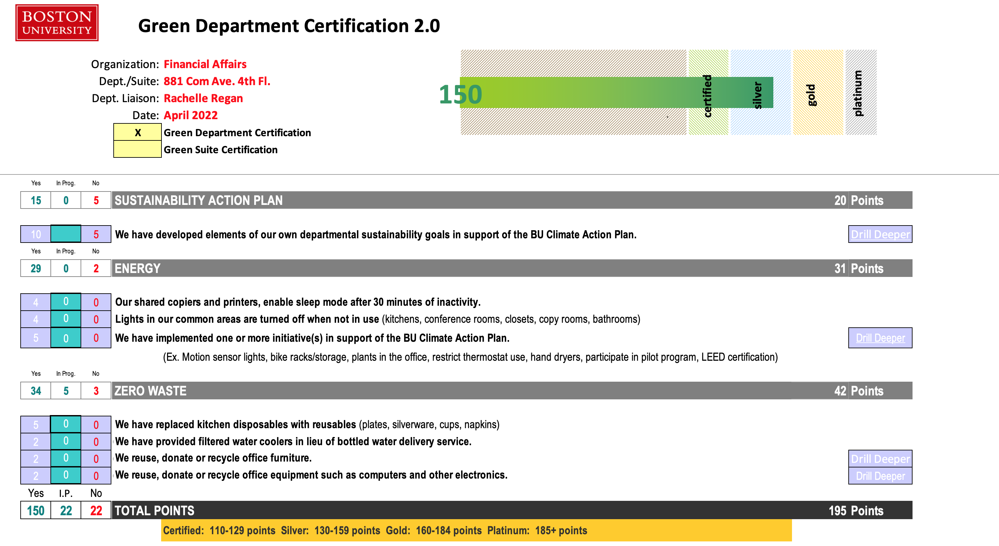 BOSTON
UNIVERSITY
Green Department Certification 2.0
Organization: Financial Affairs
Dept./Suite: 881 Com Ave. 4th Fl.
Dept. Liaison: Rachelle Regan
Date: April 2022
X Green Department Certification
Green Suite Certification
150
certified
silver
gold
platinum
Yes In Prog. No
15 0 5 SUSTAINABILITY ACTION PLAN 20 Points
10 5 We have developed elements of our own departmental sustainability goals in support of the BU Climate Action Plan. Drill Deeper
Yes In Prog. No
29 0 2 ENERGY 31 Points
4 0 0 Our shared copiers and printers, enable sleep mode after 30 minutes of inactivity.
4 0 0 Lights in our common areas are turned off when not in use (kitchens, conference rooms, closets, copy rooms, bathrooms)
5 0 0 We have implemented one or more initiative(s) in support of the BU Climate Action Plan. Drill Deeper
(Ex. Motion sensor lights, bike racks/storage, plants in the office, restrict thermostat use, hand dryers, participate in pilot program, LEED certification)
Yes In Prog. No
34 5 3 ZERO WASTE 42 Points
5 0 0 We have replaced kitchen disposables with reusables (plates, silverware, cups, napkins)
2 0 0 We have provided filtered water coolers in lieu of bottled water delivery service.
2 0 0 We reuse, donate or recycle office furniture. Drill Deeper
2 0 0 We reuse, donate or recycle office equipment such as computers and other electronics. Drill Deeper
Yes I.P. No
150 22 22 TOTAL POINTS 195 Points
Certified: 110-129 points Silver: 130-159 points Gold: 160-184 points Platinum: 185+ points